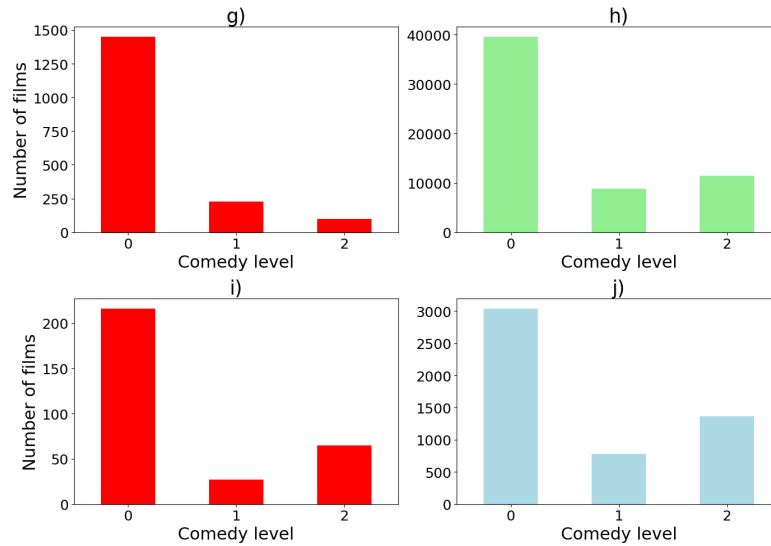 g)
Number of films
1500
1250
1000
750
500
250
0
0 1 2
Comedy level
h)
40000
30000
20000
10000
0
0 1 2
Comedy level
i)
Number of films
200
150
100
50
0
0 1 2
Comedy level
j)
3000
2500
2000
1500
1000
500
0
0 1 2
Comedy level